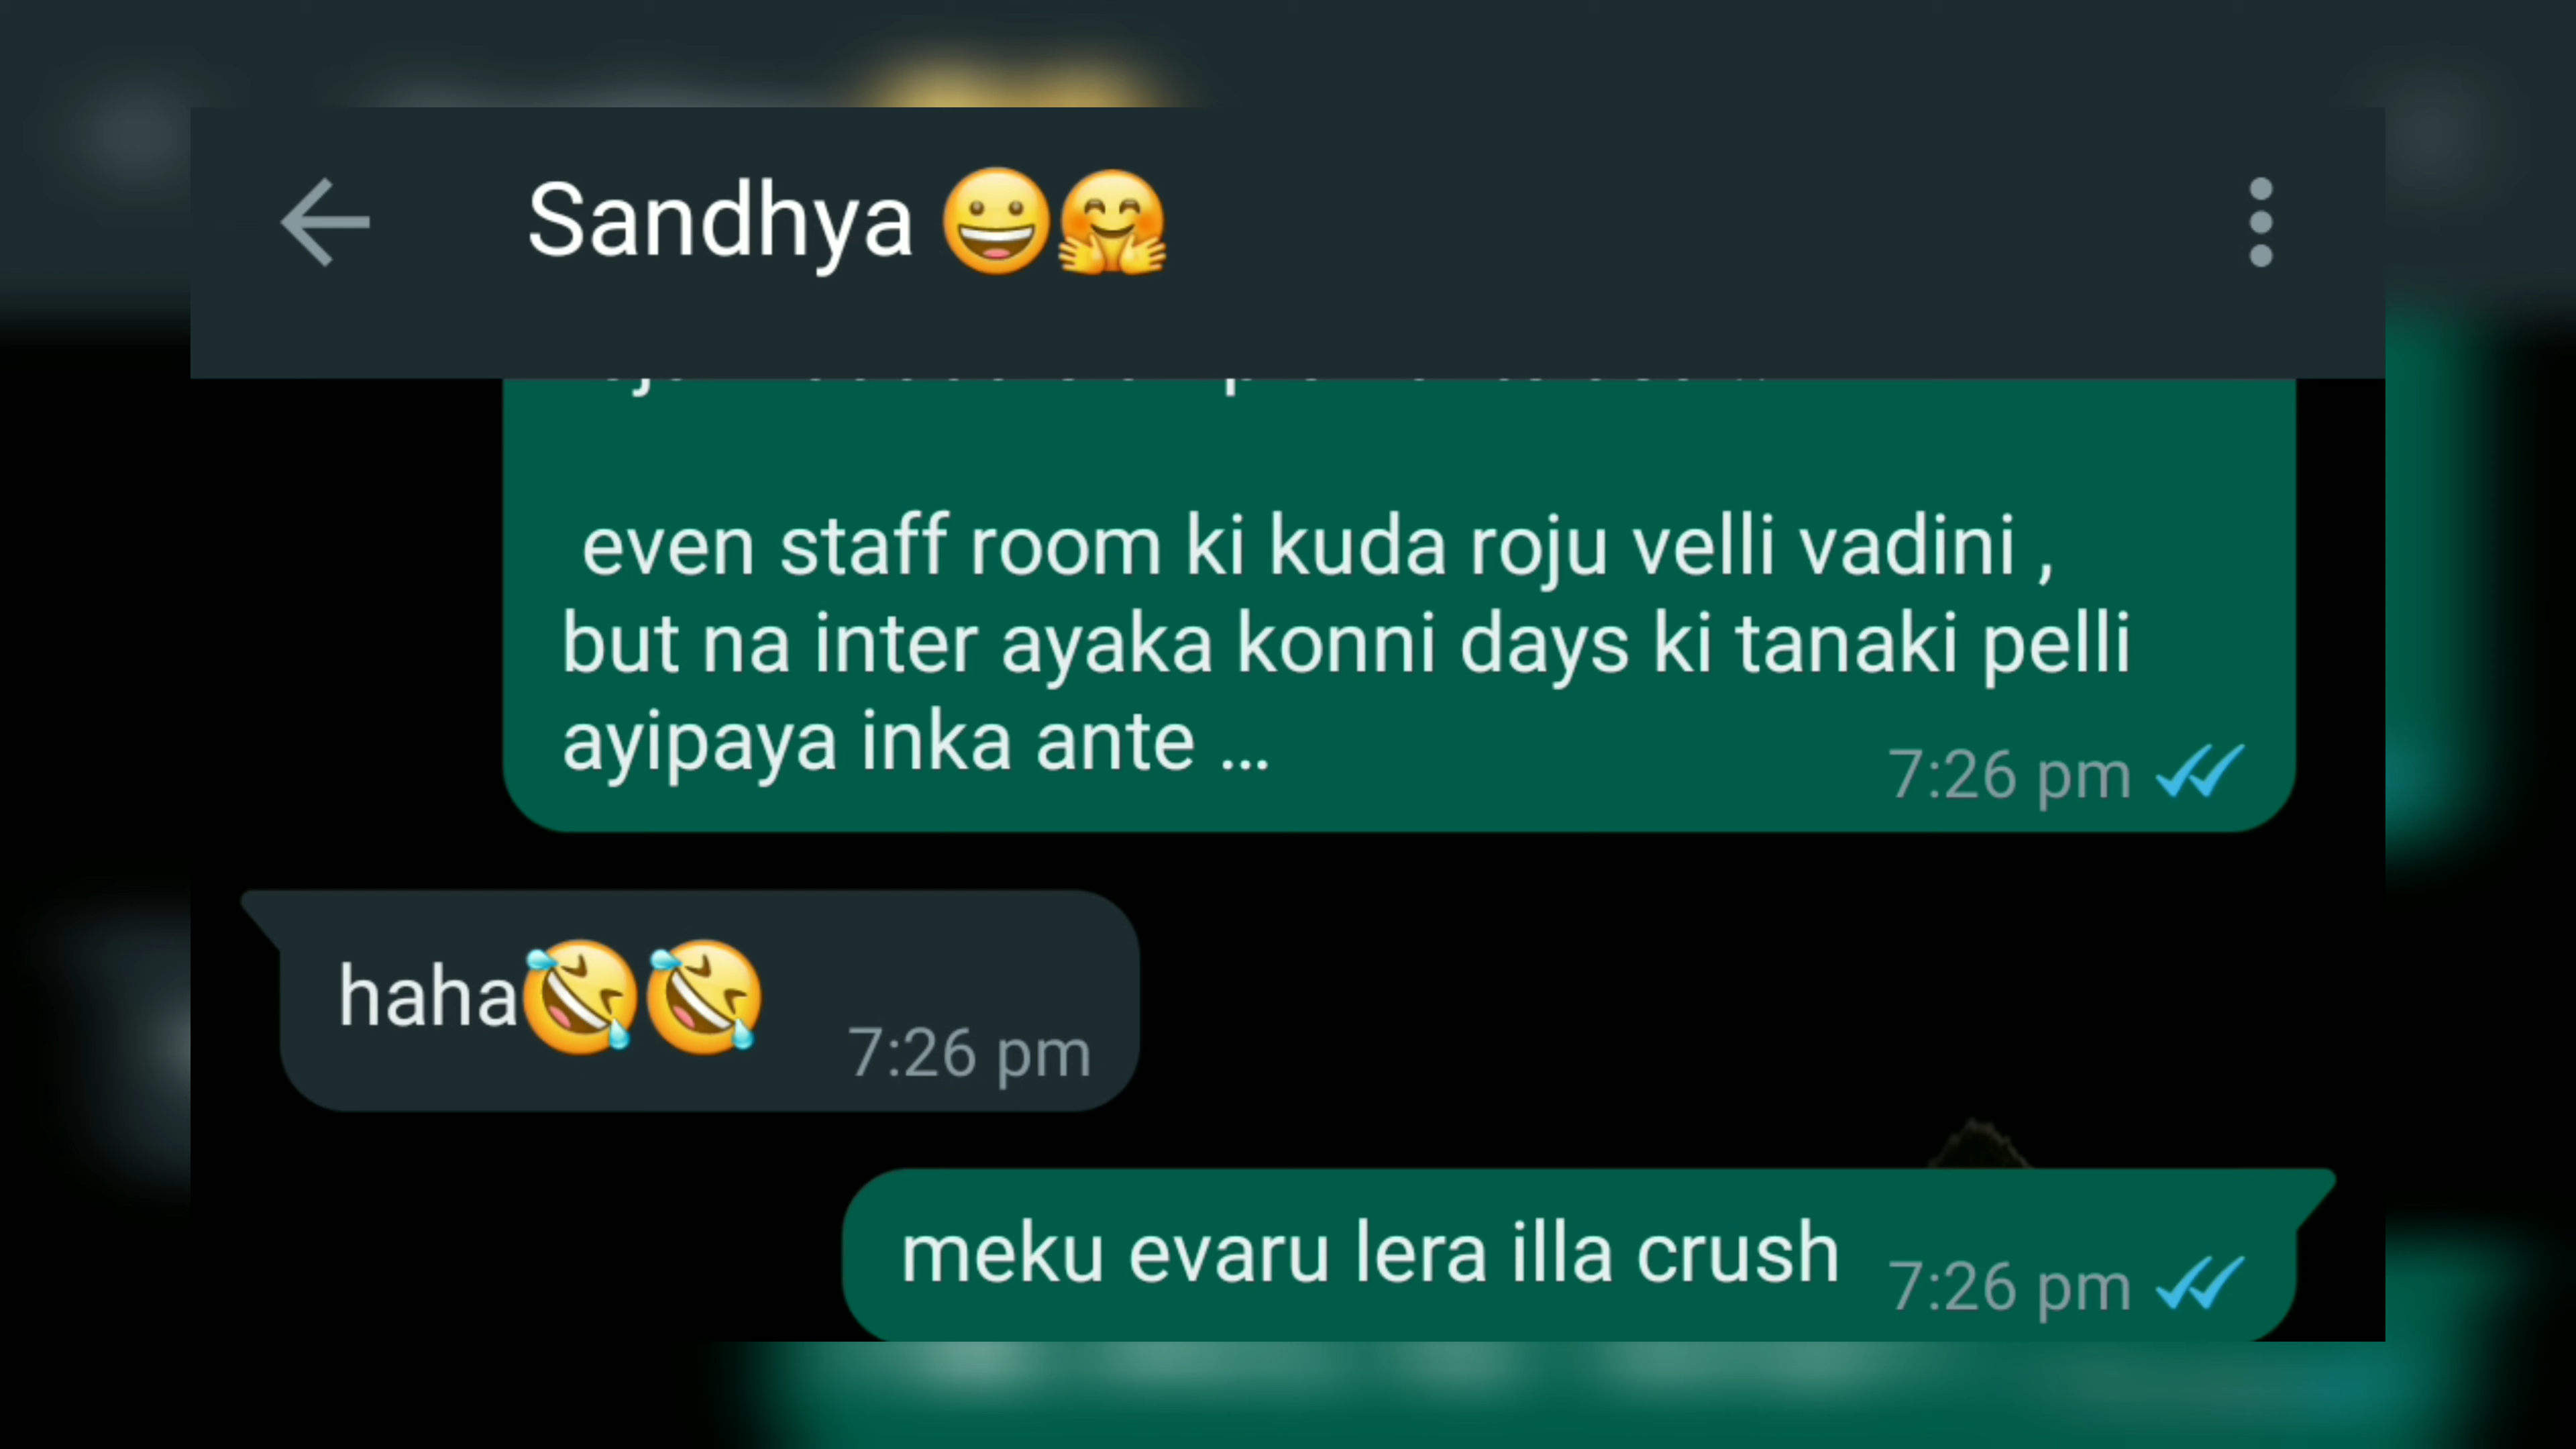 Sandhya 😀🤗
even staff room ki kuda roju velli vadini ,
but na inter ayaka konni days ki tanaki pelli
ayipaya inka ante ...
7:26 pm
haha🤣🤣
7:26 pm
meku evaru lera illa crush
7:26 pm